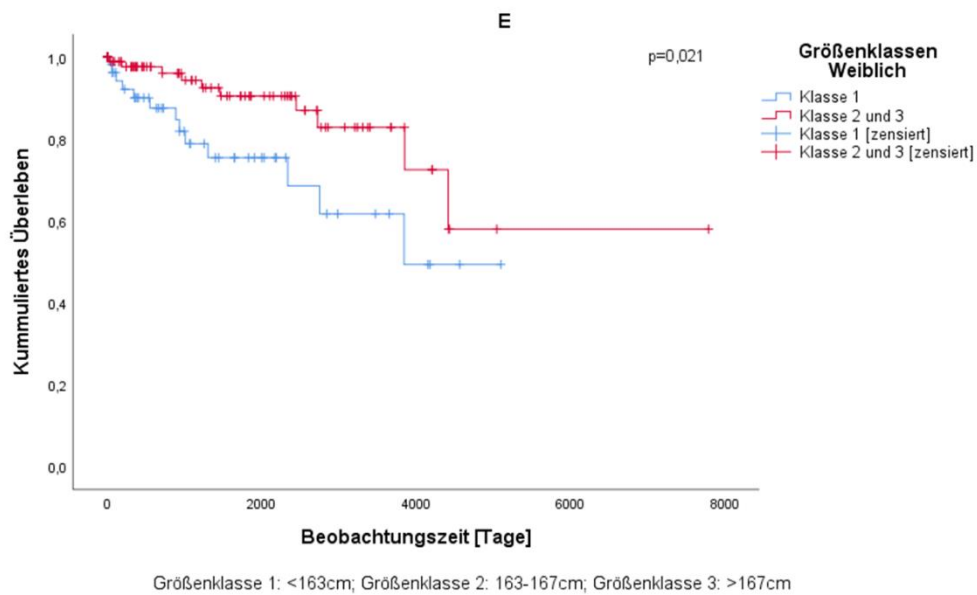 E
p=0,021
Größenklassen
Weiblich
Klasse 1
Klasse 2 und 3
Klasse 1 [zensiert]
Klasse 2 und 3 [zensiert]
Kummuliertes Überleben
1,0
0,8
0,6
0,4
0,2
0,0
0 2000 4000 6000 8000
Beobachtungszeit [Tage]
Größenklasse 1: <163cm; Größenklasse 2: 163-167cm; Größenklasse 3: >167cm